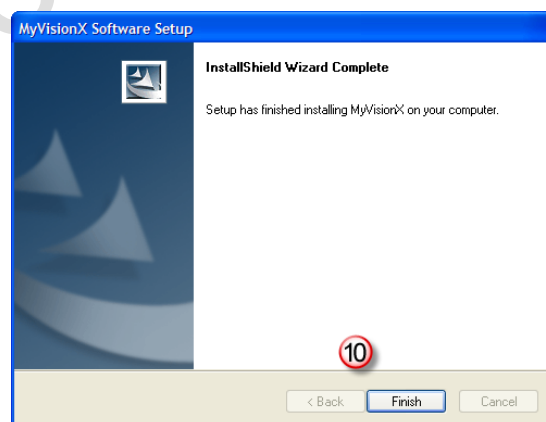 MyVisionX Software Setup
InstallShield Wizard Complete
Setup has finished installing MyVisionX on your computer.
10
< Back Finish Cancel